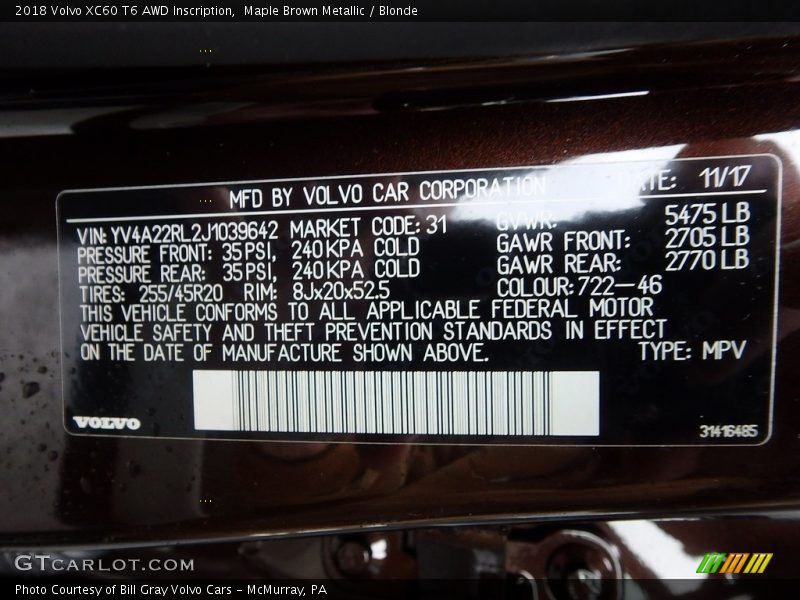 2018 Volvo XC60 T6 AWD Inscription,  Maple Brown Metallic / Blonde
MFD BY VOLVO CAR CORPORATION DATE: 11/17
VIN: YV4A22RL2J1039642 MARKET CODE: 31 GVWR: 5475 LB
PRESSURE FRONT: 35 PSI, 240 KPA COLD GAWR FRONT: 2705 LB
PRESSURE REAR: 35 PSI, 240 KPA COLD GAWR REAR: 2770 LB
TIRES: 255/45R20 RIM: 8Jx20x52.5 COLOUR: 722-46
THIS VEHICLE CONFORMS TO ALL APPLICABLE FEDERAL MOTOR
VEHICLE SAFETY AND THEFT PREVENTION STANDARDS IN EFFECT
ON THE DATE OF MANUFACTURE SHOWN ABOVE. TYPE: MPV
VOLVO 31416485
GTCARLOT.COM
Photo Courtesy of Bill Gray Volvo Cars - McMurray, PA